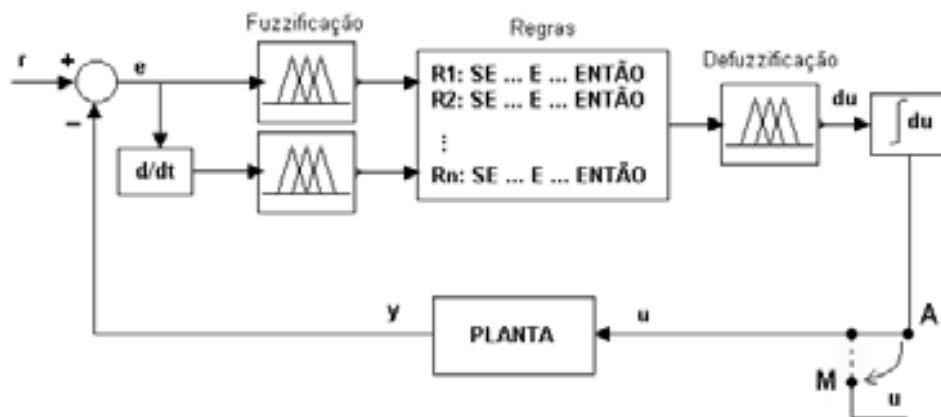 Fuzzificação
Regras
Defuzzificação
r
+
e
−
d/dt
R1: SE ... E ... ENTÃO
R2: SE ... E ... ENTÃO
⋮
Rn: SE ... E ... ENTÃO
du
∫du
y
PLANTA
u
A
M
u